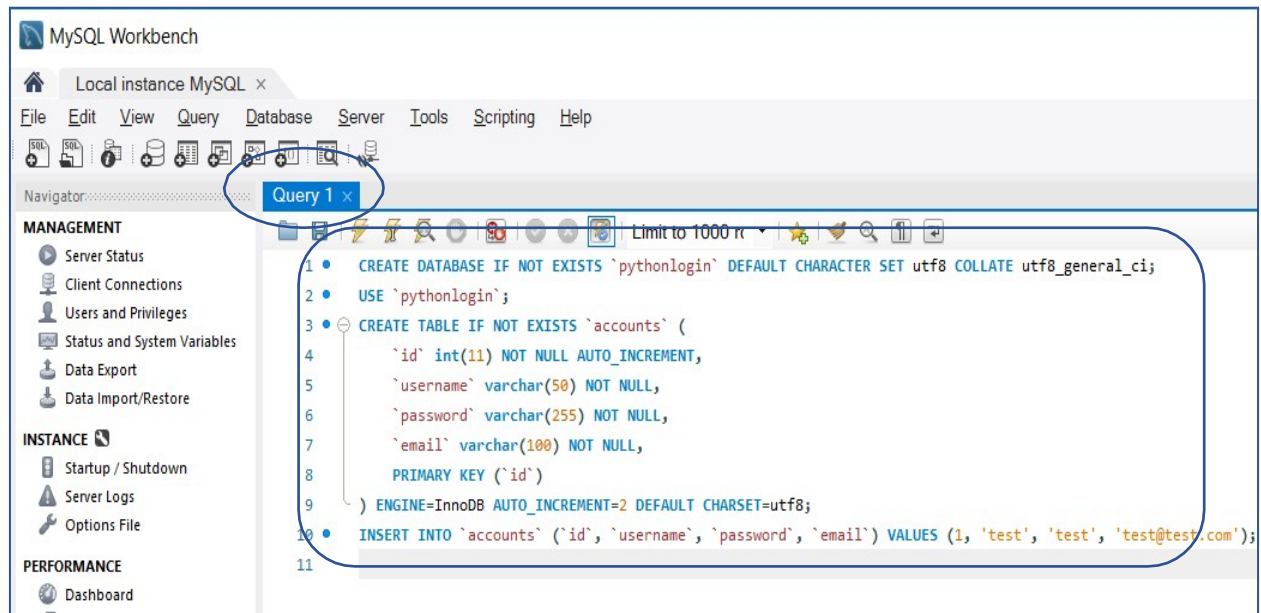 MySQL Workbench
Local instance MySQL ×
File Edit View Query Database Server Tools Scripting Help
SQL SQL
Navigator
Query 1 ×
MANAGEMENT
Server Status
Client Connections
Users and Privileges
Status and System Variables
Data Export
Data Import/Restore
INSTANCE
Startup / Shutdown
Server Logs
Options File
PERFORMANCE
Dashboard
Limit to 1000 r
1 CREATE DATABASE IF NOT EXISTS `pythonlogin` DEFAULT CHARACTER SET utf8 COLLATE utf8_general_ci;
2 USE `pythonlogin`;
3 CREATE TABLE IF NOT EXISTS `accounts` (
4 `id` int(11) NOT NULL AUTO_INCREMENT,
5 `username` varchar(50) NOT NULL,
6 `password` varchar(255) NOT NULL,
7 `email` varchar(100) NOT NULL,
8 PRIMARY KEY (`id`)
9 ) ENGINE=InnoDB AUTO_INCREMENT=2 DEFAULT CHARSET=utf8;
10 INSERT INTO `accounts` (`id`, `username`, `password`, `email`) VALUES (1, 'test', 'test', 'test@test.com');
11